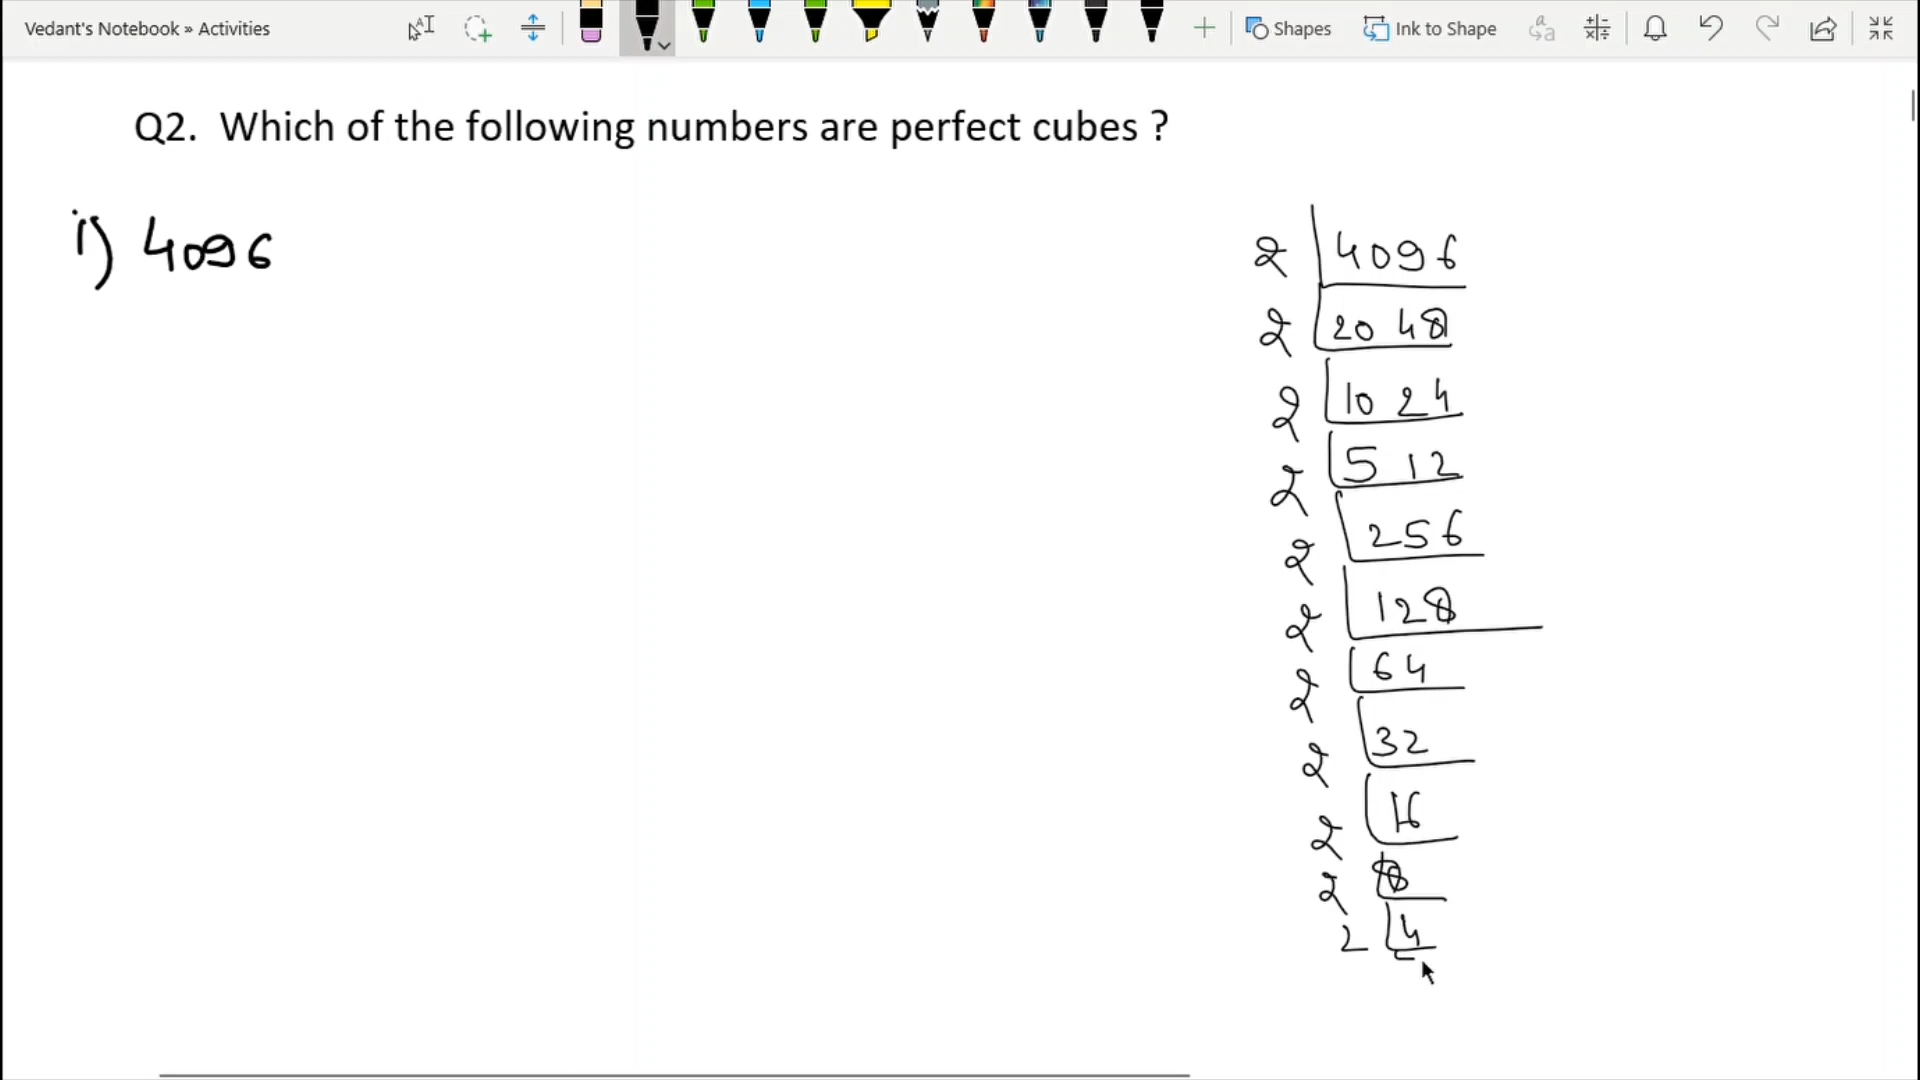 Vedant's Notebook » Activities
Shapes
Ink to Shape
Q2. Which of the following numbers are perfect cubes ?
i) 4096
2 4096
2 2048
2 1024
2 512
2 256
2 128
2 64
2 32
2 16
2 8
2 4